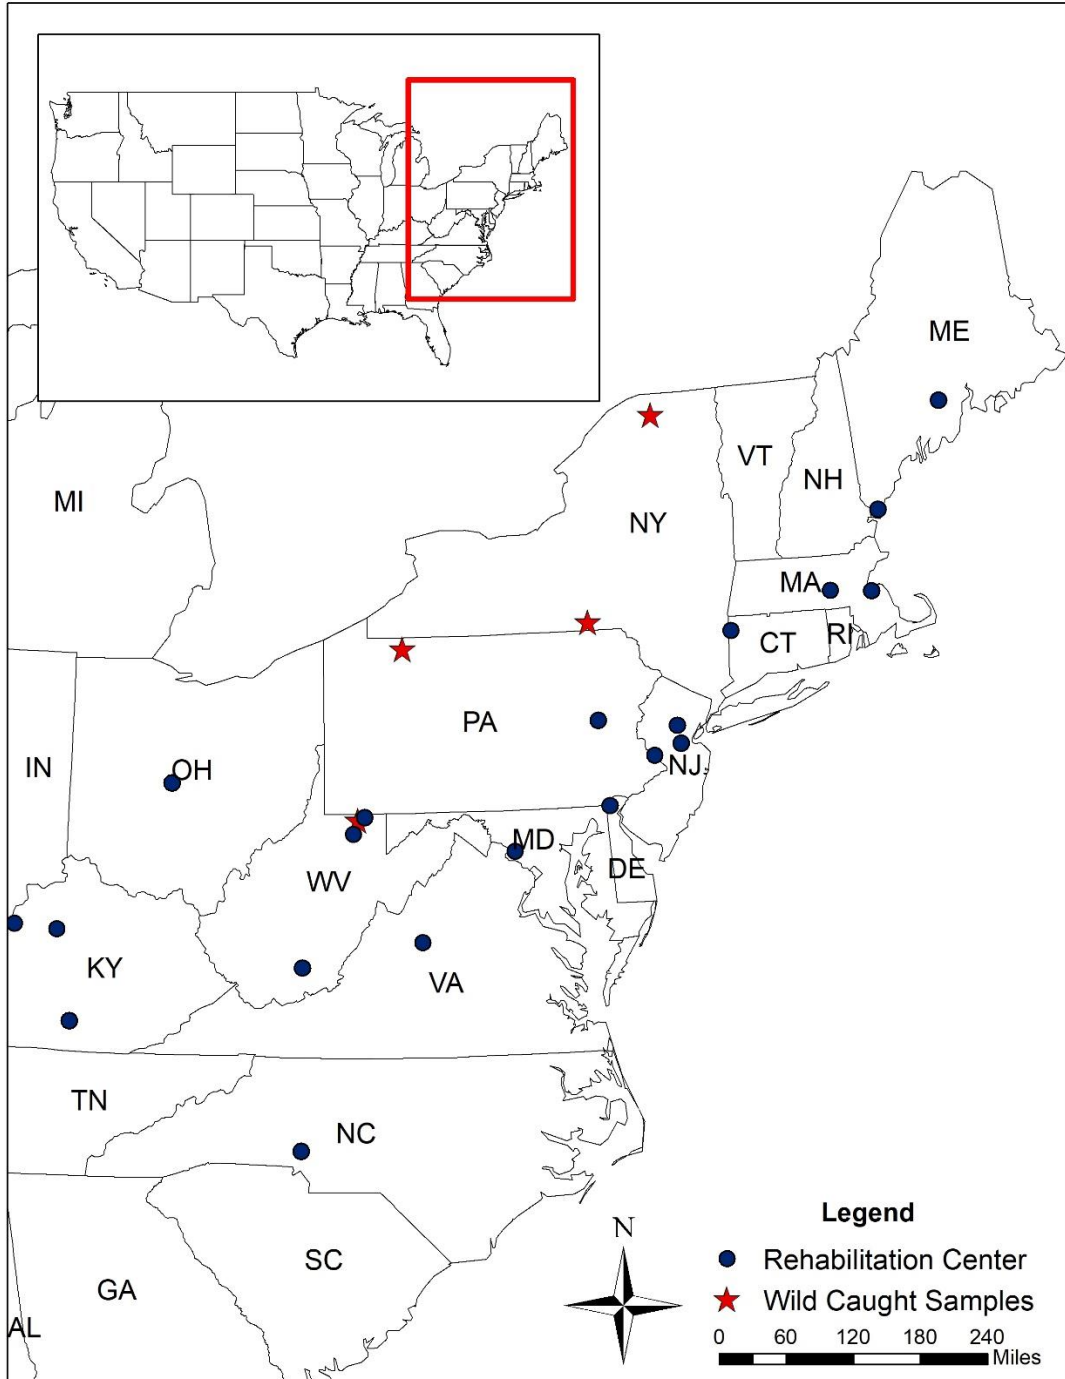 ME
VT
NH
MI
NY
MA
CT
RI
PA
IN
OH
NJ
MD
DE
WV
KY
VA
TN
NC
SC
GA
AL
N
Legend
Rehabilitation Center
Wild Caught Samples
0 60 120 180 240
Miles